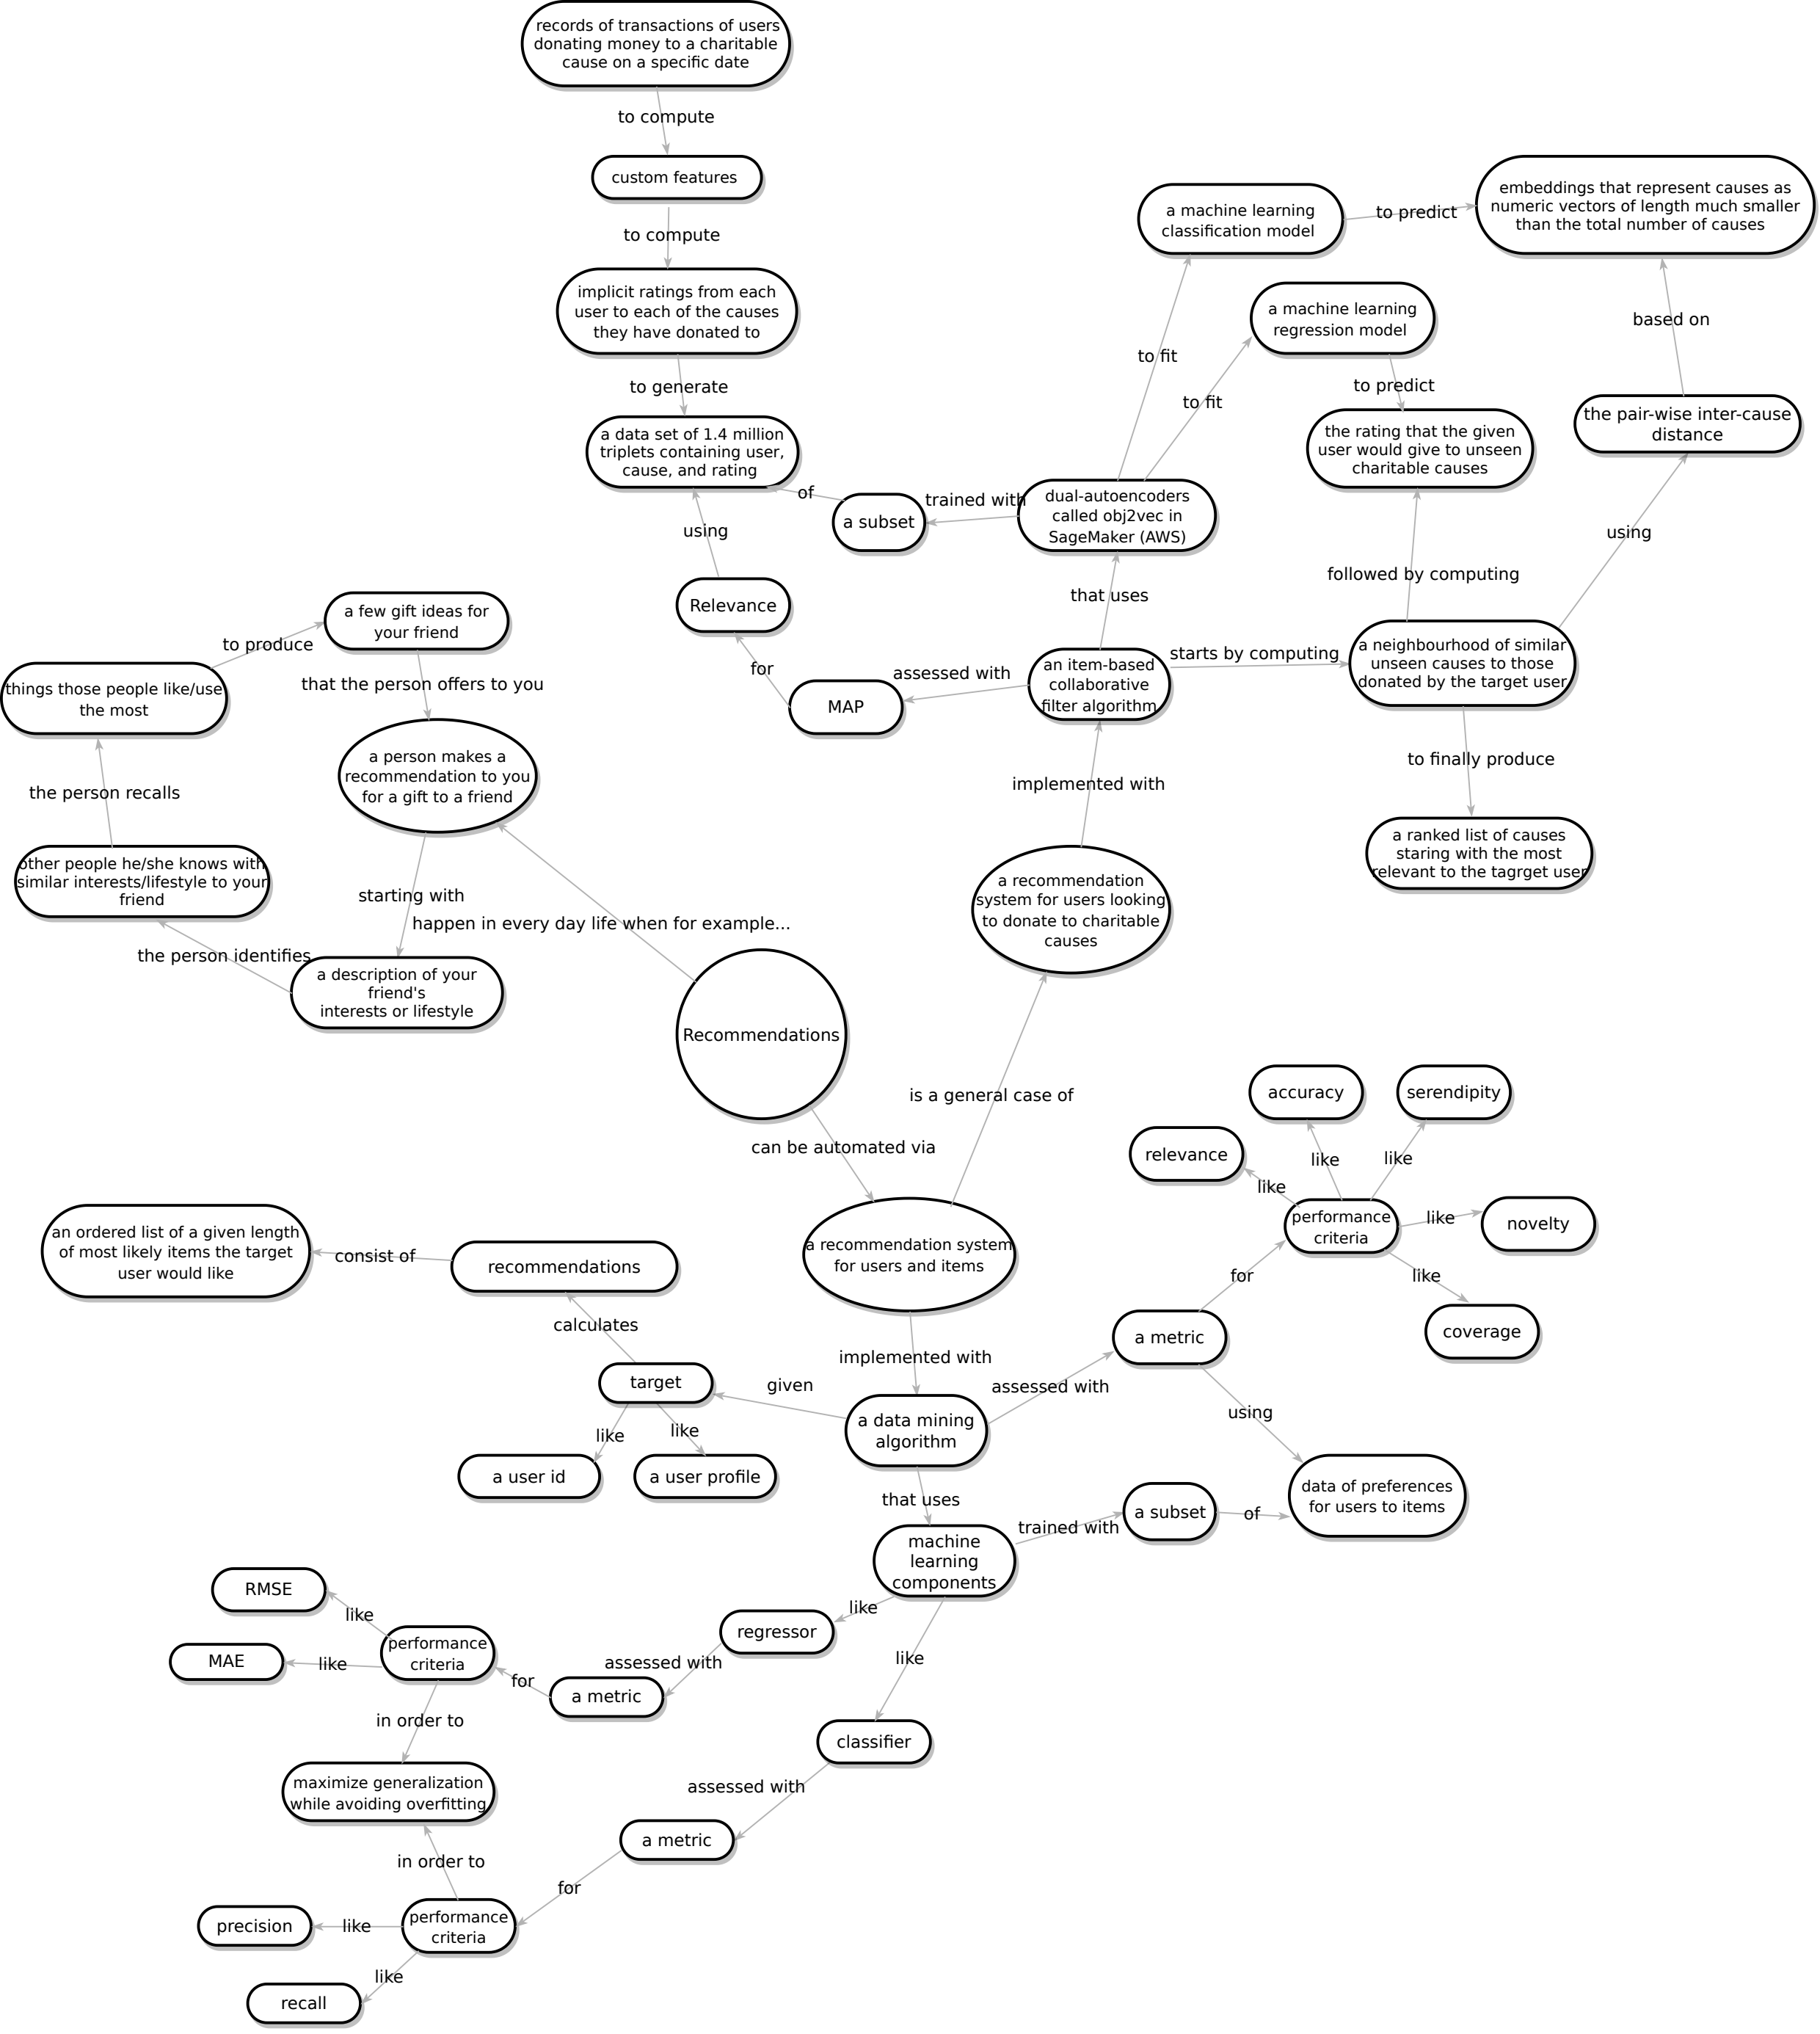 records of transactions of users
donating money to a charitable
cause on a specific date
to compute
custom features
to compute
implicit ratings from each
user to each of the causes
they have donated to
to generate
a data set of 1.4 million
triplets containing user,
cause, and rating
of
a subset
trained with
dual-autoencoders
called obj2vec in
SageMaker (AWS)
to fit
a machine learning
classification model
to predict
embeddings that represent causes as
numeric vectors of length much smaller
than the total number of causes
to fit
a machine learning
regression model
to predict
the rating that the given
user would give to unseen
charitable causes
based on
the pair-wise inter-cause
distance
using
followed by computing
using
Relevance
for
MAP
assessed with
that uses
an item-based
collaborative
filter algorithm
starts by computing
a neighbourhood of similar
unseen causes to those
donated by the target user
to finally produce
a ranked list of causes
staring with the most
relevant to the tagrget user
implemented with
a recommendation
system for users looking
to donate to charitable
causes
a few gift ideas for
your friend
to produce
things those people like/use
the most
that the person offers to you
a person makes a
recommendation to you
for a gift to a friend
the person recalls
other people he/she knows with
similar interests/lifestyle to your
friend
starting with
happen in every day life when for example...
the person identifies
a description of your
friend's
interests or lifestyle
Recommendations
is a general case of
can be automated via
a recommendation system
for users and items
accuracy
serendipity
relevance
like
like
like
performance
criteria
like
novelty
like
coverage
for
a metric
assessed with
using
data of preferences
for users to items
an ordered list of a given length
of most likely items the target
user would like
consist of
recommendations
calculates
target
given
like
like
a user id
a user profile
implemented with
a data mining
algorithm
that uses
machine
learning
components
trained with
a subset
of
like
regressor
assessed with
a metric
for
performance
criteria
like
RMSE
like
MAE
in order to
maximize generalization
while avoiding overfitting
like
classifier
assessed with
a metric
for
in order to
performance
criteria
like
precision
like
recall